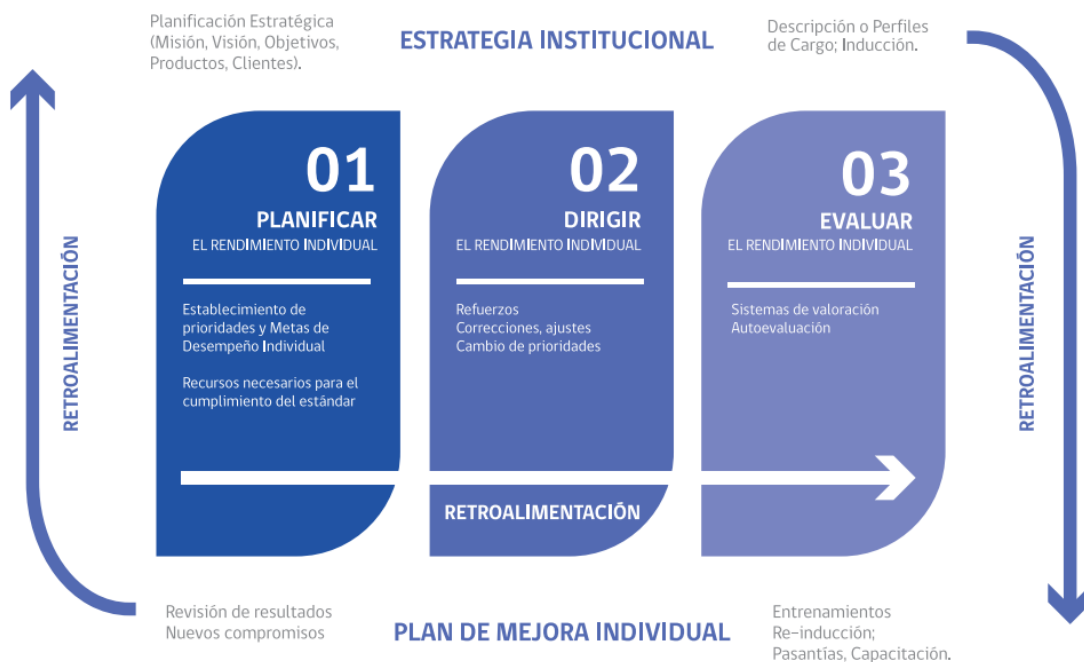 Planificación Estratégica
(Misión, Visión, Objetivos,
Productos, Clientes).
ESTRATEGIA INSTITUCIONAL
Descripción o Perfiles
de Cargo; Inducción.
RETROALIMENTACIÓN
01
PLANIFICAR
EL RENDIMIENTO INDIVIDUAL
Establecimiento de
prioridades y Metas de
Desempeño Individual
Recursos necesarios para el
cumplimiento del estándar
02
DIRIGIR
EL RENDIMIENTO INDIVIDUAL
Refuerzos
Correcciones, ajustes
Cambio de prioridades
RETROALIMENTACIÓN
03
EVALUAR
EL RENDIMIENTO INDIVIDUAL
Sistemas de valoración
Autoevaluación
RETROALIMENTACIÓN
Revisión de resultados
Nuevos compromisos
PLAN DE MEJORA INDIVIDUAL
Entrenamientos
Re-inducción;
Pasantías, Capacitación.